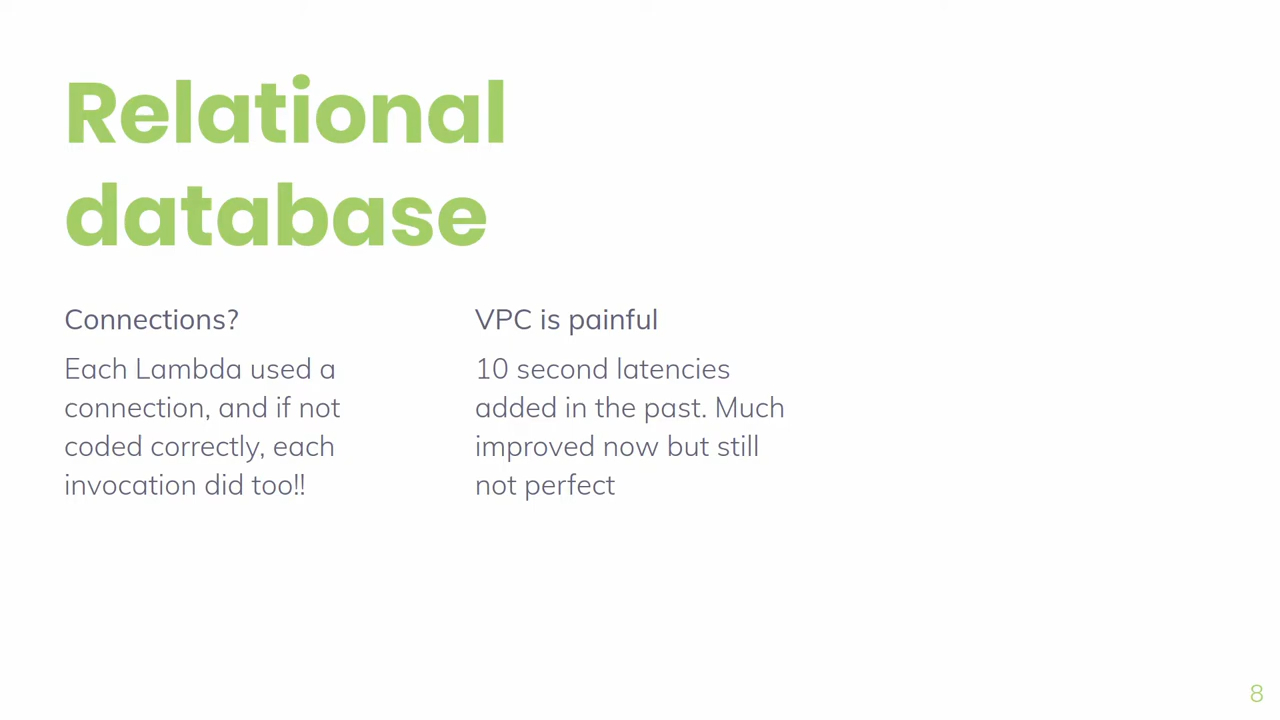 Relational
database
Connections?
Each Lambda used a
connection, and if not
coded correctly, each
invocation did too!!
VPC is painful
10 second latencies
added in the past. Much
improved now but still
not perfect
8